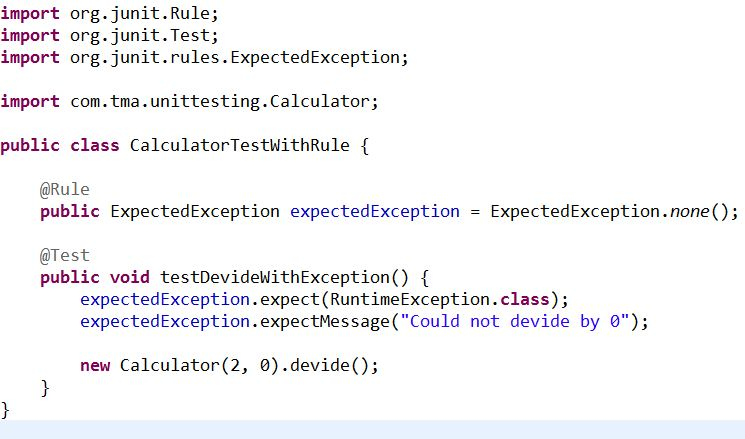 import org.junit.Rule;
import org.junit.Test;
import org.junit.rules.ExpectedException;
import com.tma.unittesting.Calculator;
public class CalculatorTestWithRule {
@Rule
public ExpectedException expectedException = ExpectedException.none();
@Test
public void testDevideWithException() {
expectedException.expect(RuntimeException.class);
expectedException.expectMessage("Could not devide by 0");
new Calculator(2, 0).devide();
}
}